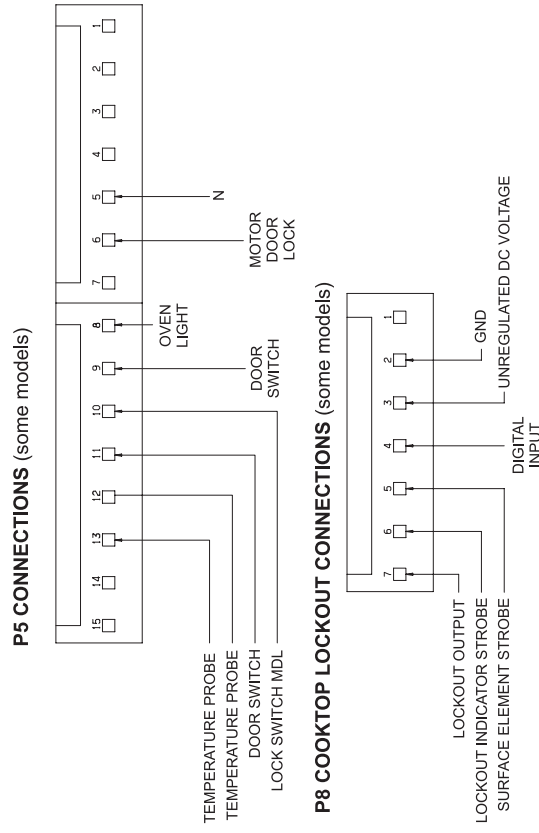 P5 CONNECTIONS (some models)
15 14 13 12 11 10 9 8 7 6 5 4 3 2 1
TEMPERATURE PROBE
TEMPERATURE PROBE
DOOR SWITCH
LOCK SWITCH MDL
DOOR
SWITCH
OVEN
LIGHT
MOTOR
DOOR
LOCK
N
P8 COOKTOP LOCKOUT CONNECTIONS (some models)
7 6 5 4 3 2 1
LOCKOUT OUTPUT
LOCKOUT INDICATOR STROBE
SURFACE ELEMENT STROBE
DIGITAL
INPUT
UNREGULATED DC VOLTAGE
GND